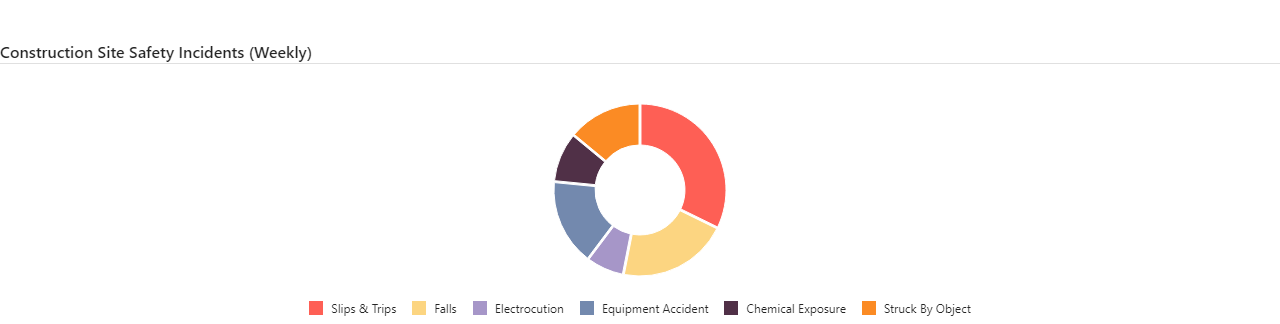 Construction Site Safety Incidents (Weekly)
Slips & Trips Falls Electrocution Equipment Accident Chemical Exposure Struck By Object